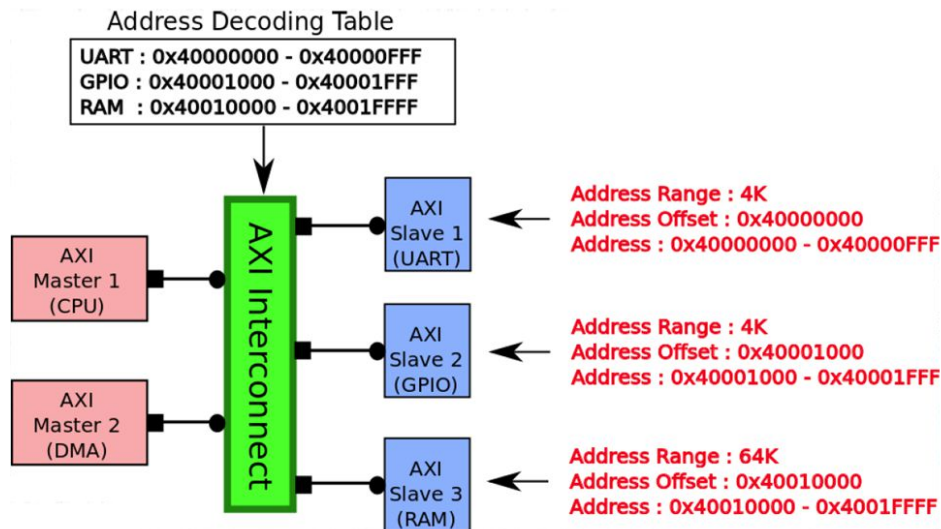 Address Decoding Table
UART : 0x40000000 - 0x40000FFF
GPIO : 0x40001000 - 0x40001FFF
RAM : 0x40010000 - 0x4001FFFF
AXI
Master 1
(CPU)
AXI
Master 2
(DMA)
AXI Interconnect
AXI
Slave 1
(UART)
Address Range : 4K
Address Offset : 0x40000000
Address : 0x40000000 - 0x40000FFF
AXI
Slave 2
(GPIO)
Address Range : 4K
Address Offset : 0x40001000
Address : 0x40001000 - 0x40001FFF
AXI
Slave 3
(RAM)
Address Range : 64K
Address Offset : 0x40010000
Address : 0x40010000 - 0x4001FFFF